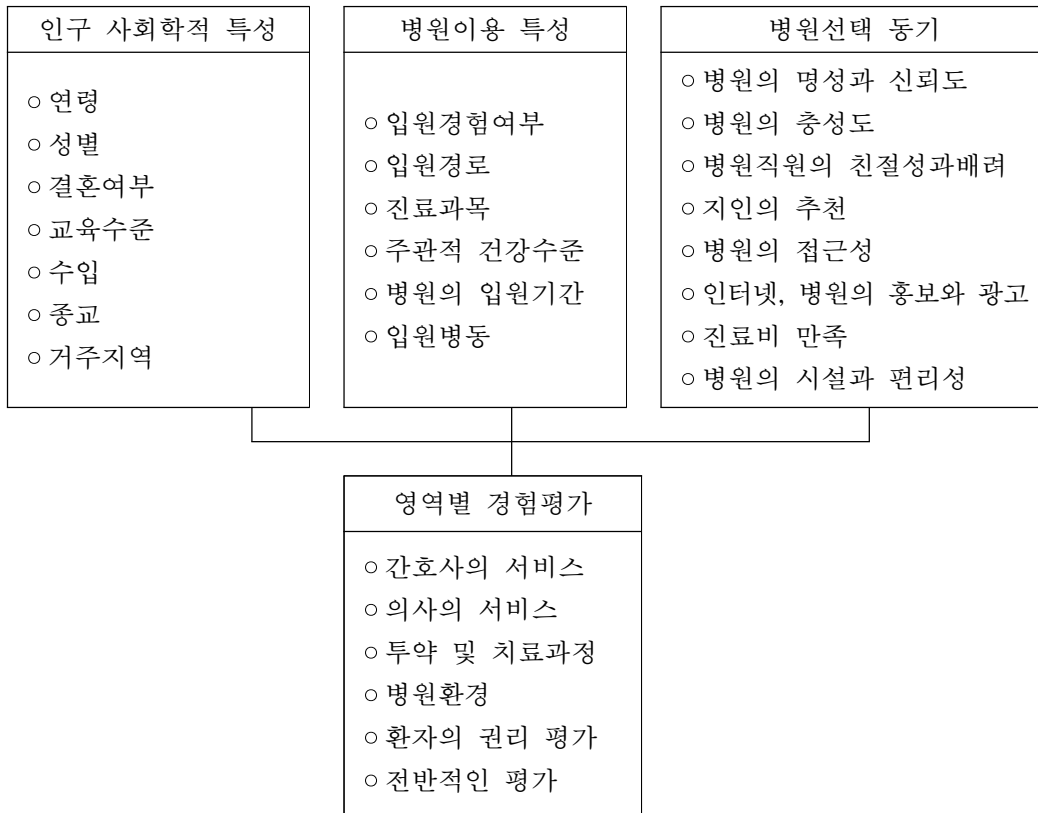 인구 사회학적 특성
○ 연령
○ 성별
○ 결혼여부
○ 교육수준
○ 수입
○ 종교
○ 거주지역
병원이용 특성
○ 입원경험여부
○ 입원경로
○ 진료과목
○ 주관적 건강수준
○ 병원의 입원기간
○ 입원병동
병원선택 동기
○ 병원의 명성과 신뢰도
○ 병원의 충성도
○ 병원직원의 친절성과배려
○ 지인의 추천
○ 병원의 접근성
○ 인터넷, 병원의 홍보와 광고
○ 진료비 만족
○ 병원의 시설과 편리성
영역별 경험평가
○ 간호사의 서비스
○ 의사의 서비스
○ 투약 및 치료과정
○ 병원환경
○ 환자의 권리 평가
○ 전반적인 평가